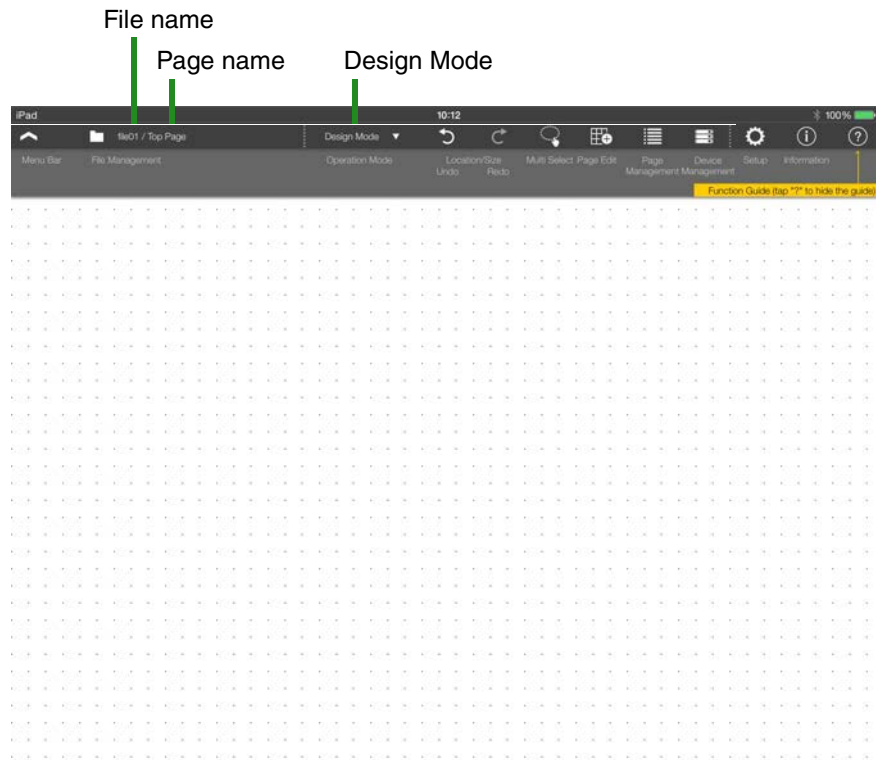 File name
Page name Design Mode
iPad 10:12 100%
file01 / Top Page Design Mode ▼
Menu Bar File Management Operation Mode Location/Size Multi Select Page Edit Page Device Setup Information
Undo Redo Management Management
Function Guide (tap "?" to hide the guide)